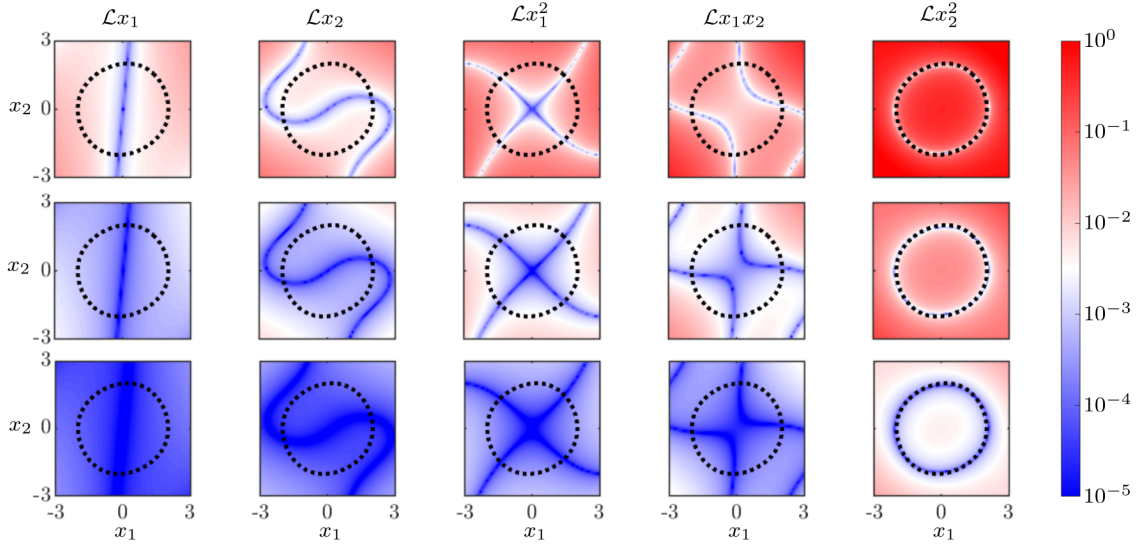 ℒx₁ ℒx₂ ℒx₁² ℒx₁x₂ ℒx₂²
3 10⁰
x₂ 0
-3 10⁻¹
3 10⁻²
x₂ 0
-3 10⁻³
3 10⁻⁴
x₂ 0
-3 10⁻⁵
-3 0 3 -3 0 3 -3 0 3 -3 0 3 -3 0 3
x₁ x₁ x₁ x₁ x₁